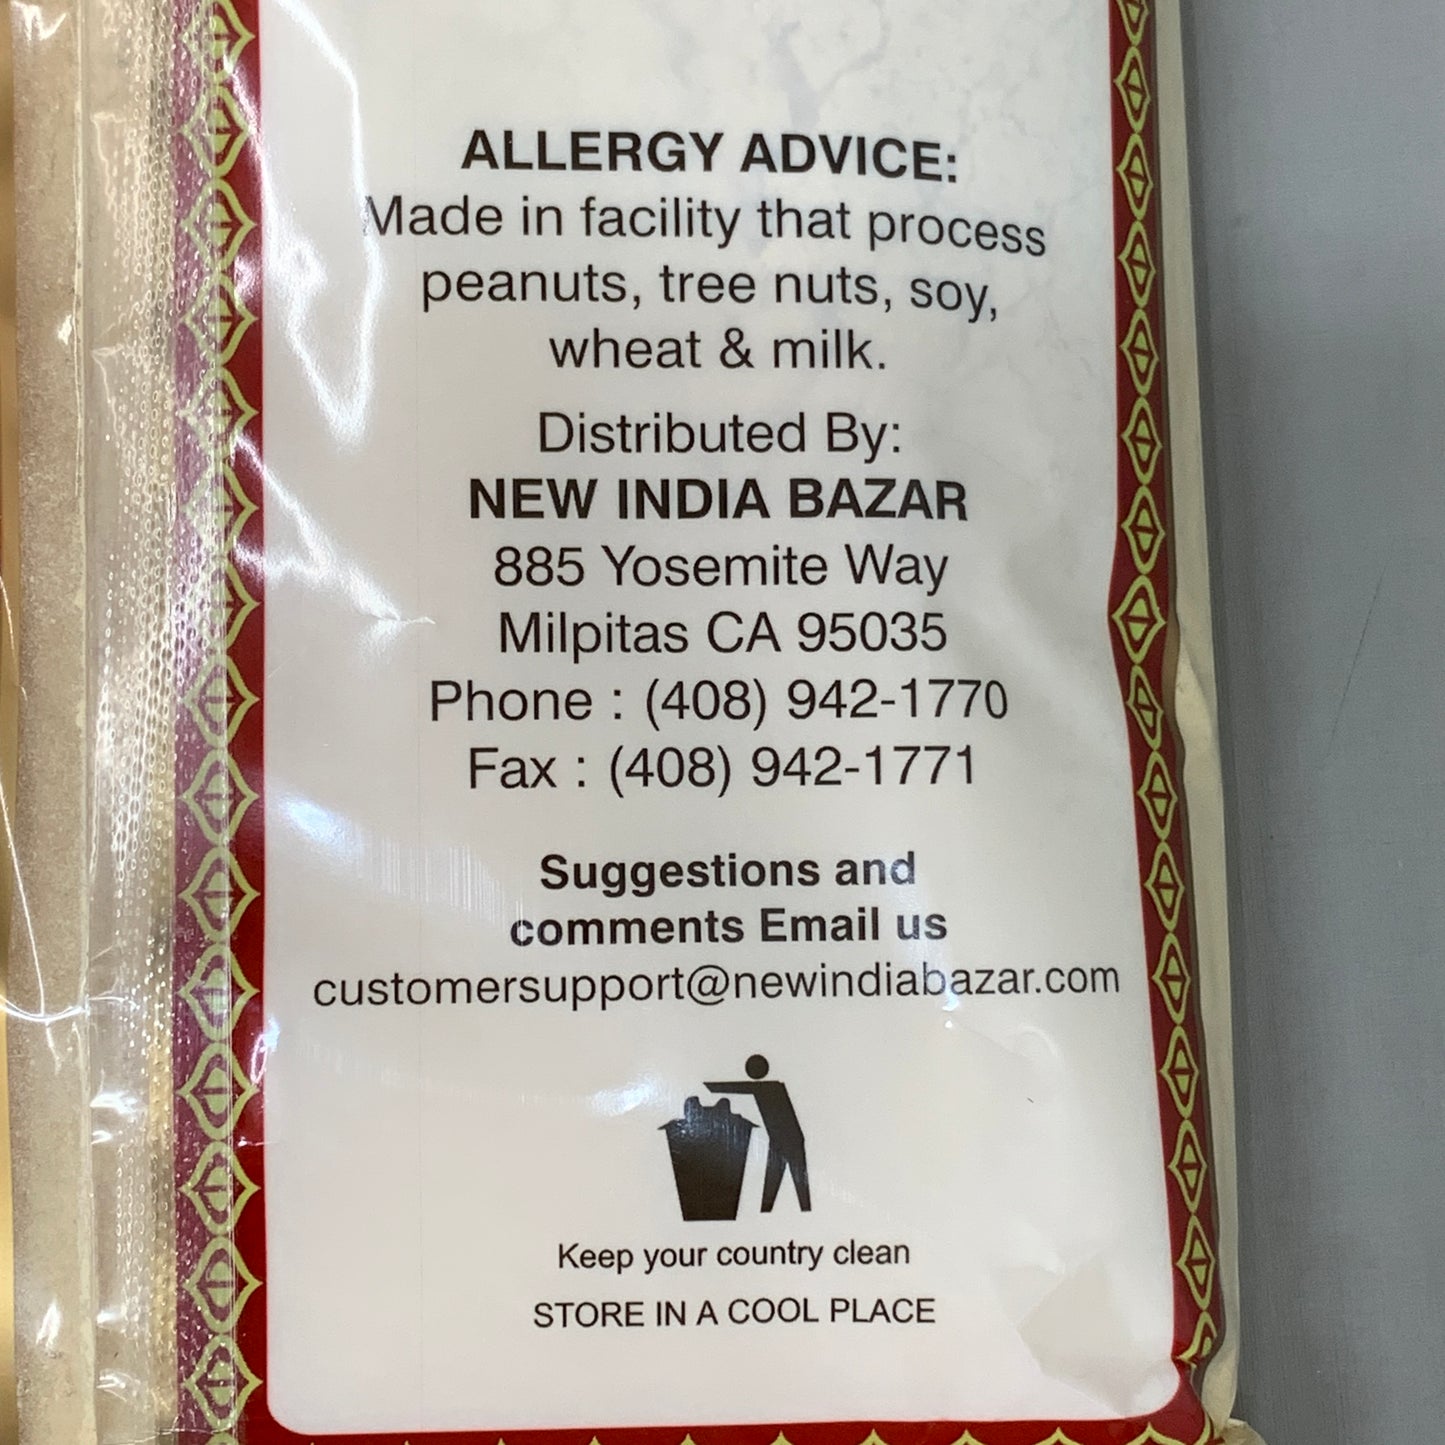 ALLERGY ADVICE:
Made in facility that process
peanuts, tree nuts, soy,
wheat & milk.
Distributed By:
NEW INDIA BAZAR
885 Yosemite Way
Milpitas CA 95035
Phone : (408) 942-1770
Fax : (408) 942-1771
Suggestions and
comments Email us
customersupport@newindiabazar.com
Keep your country clean
STORE IN A COOL PLACE